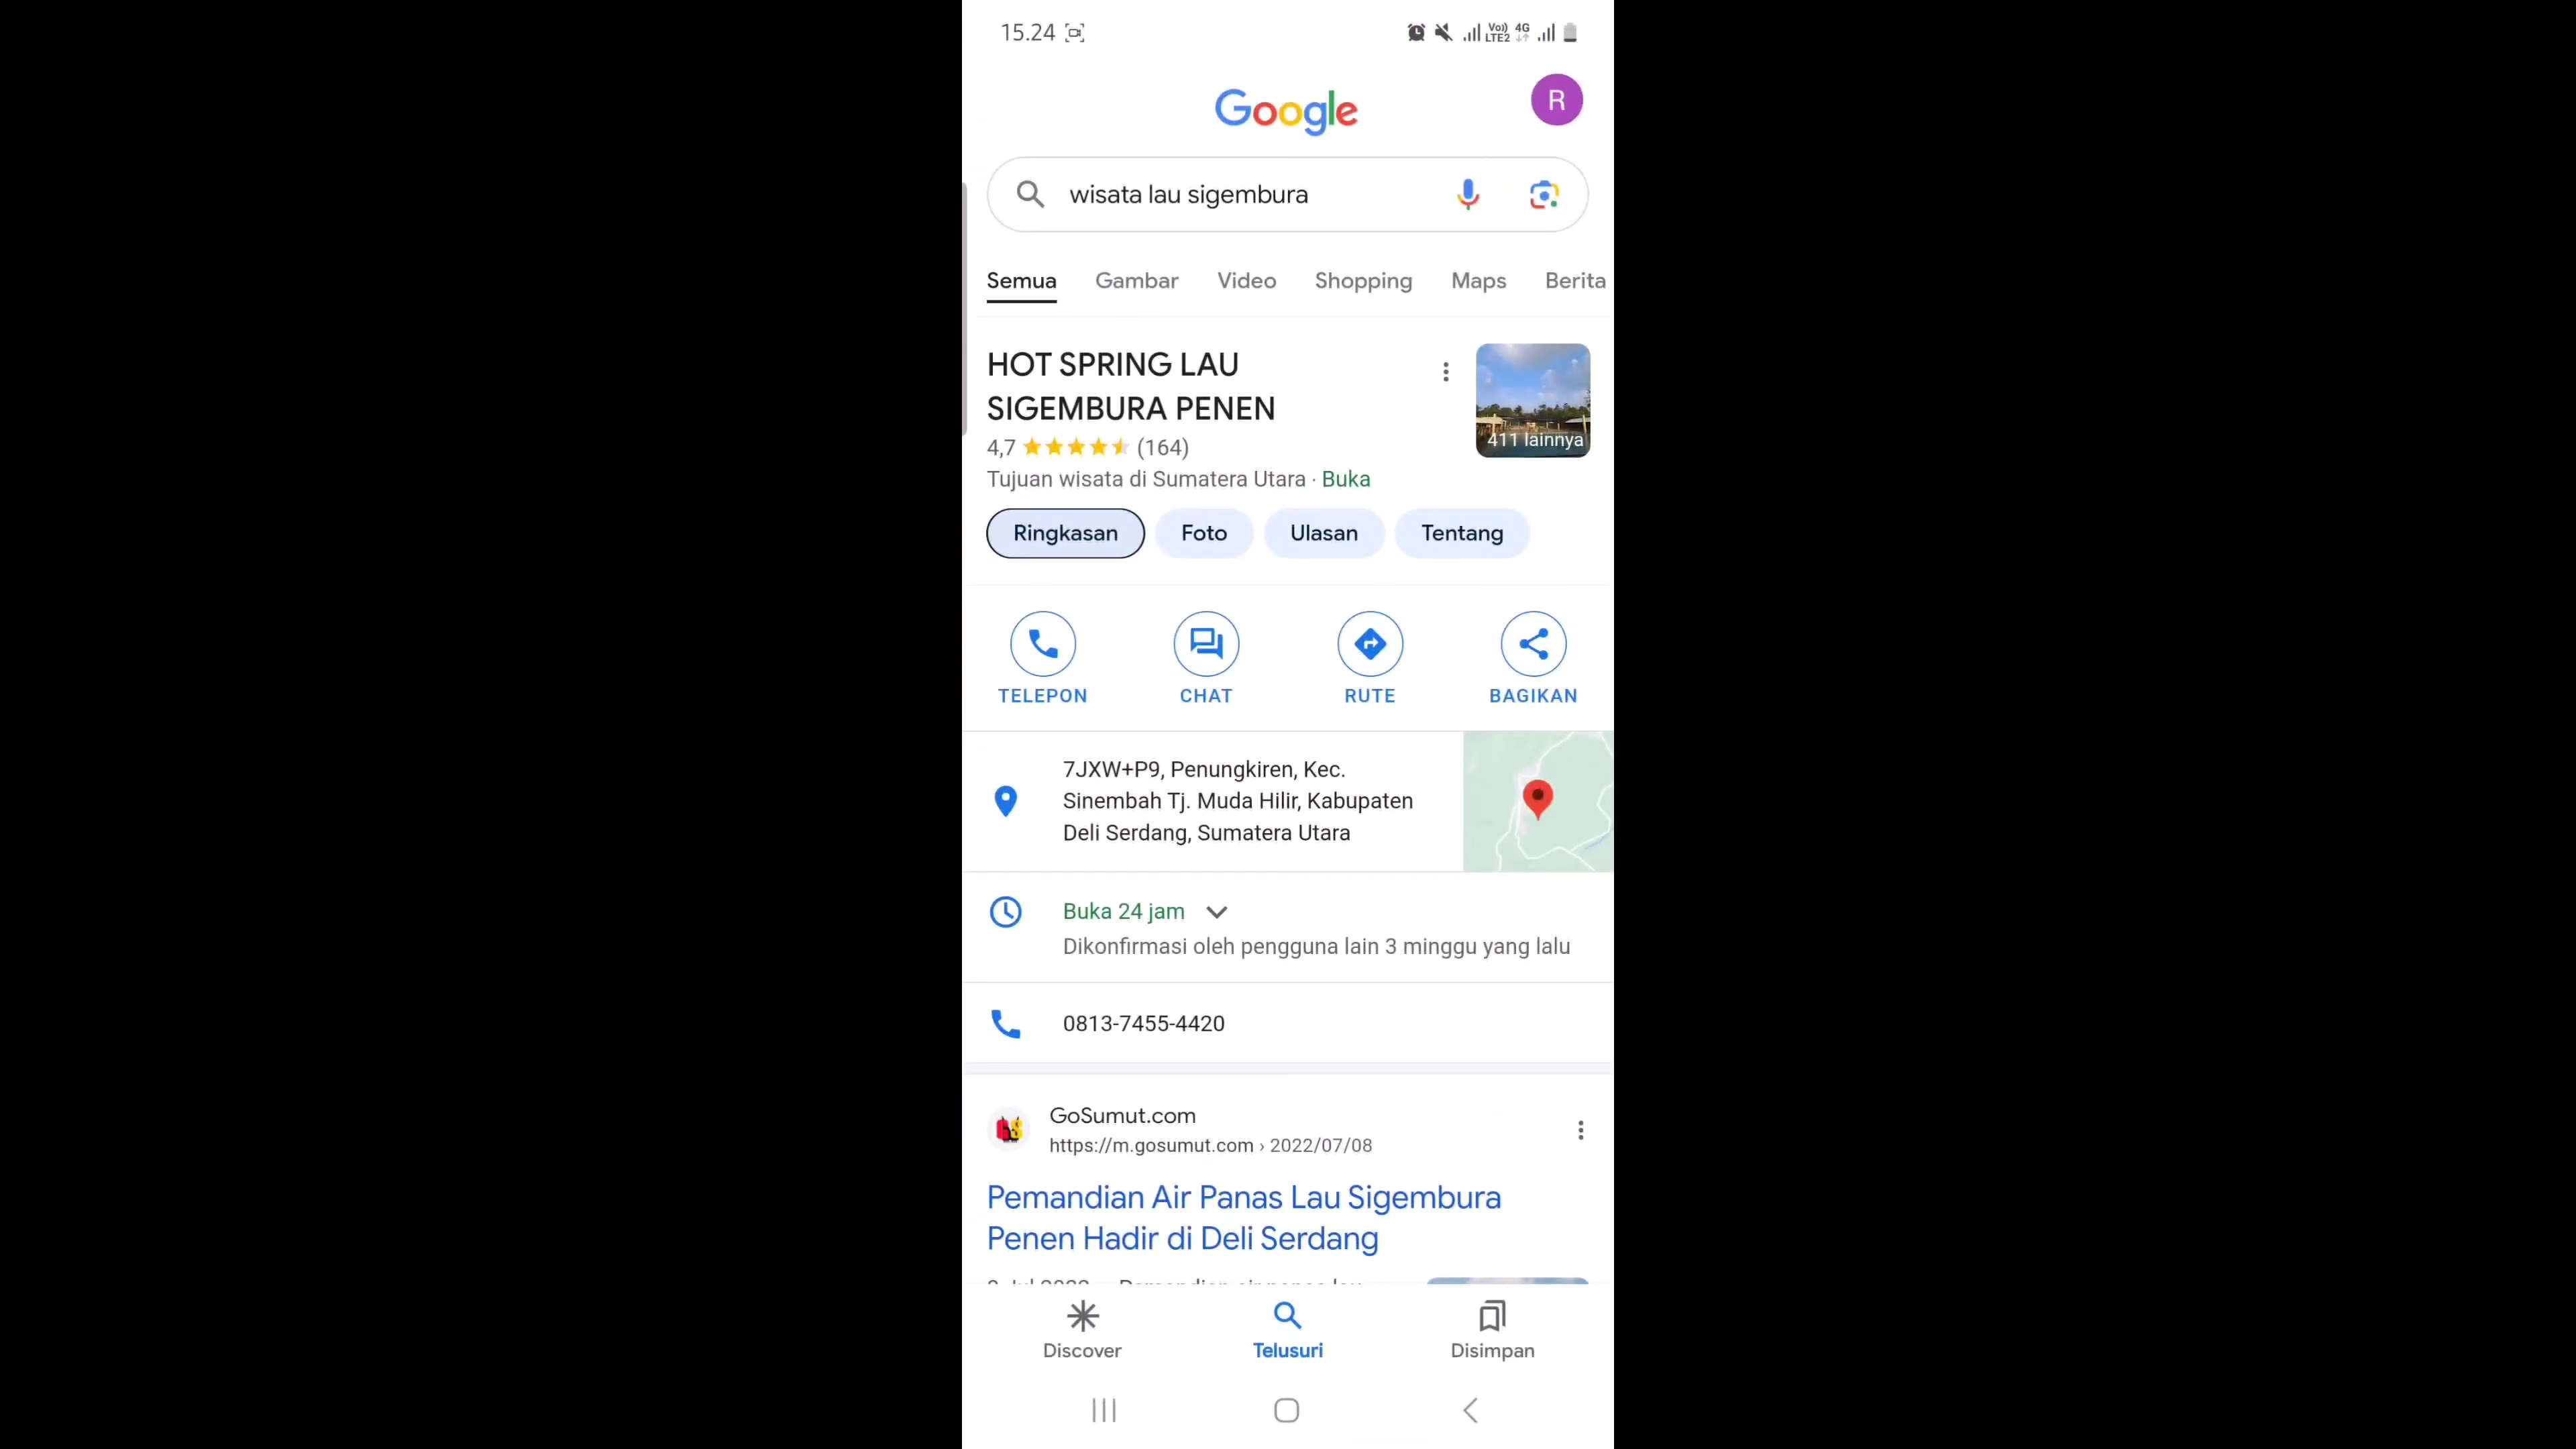 15.24
Vo)) LTE2 4G
Google
R
wisata lau sigembura
Semua Gambar Video Shopping Maps Berita
HOT SPRING LAU
SIGEMBURA PENEN
411 lainnya
4,7 (164)
Tujuan wisata di Sumatera Utara · Buka
Ringkasan Foto Ulasan Tentang
TELEPON CHAT RUTE BAGIKAN
7JXW+P9, Penungkiren, Kec.
Sinembah Tj. Muda Hilir, Kabupaten
Deli Serdang, Sumatera Utara
Buka 24 jam
Dikonfirmasi oleh pengguna lain 3 minggu yang lalu
0813-7455-4420
GoSumut.com
https://m.gosumut.com › 2022/07/08
Pemandian Air Panas Lau Sigembura
Penen Hadir di Deli Serdang
Discover Telusuri Disimpan